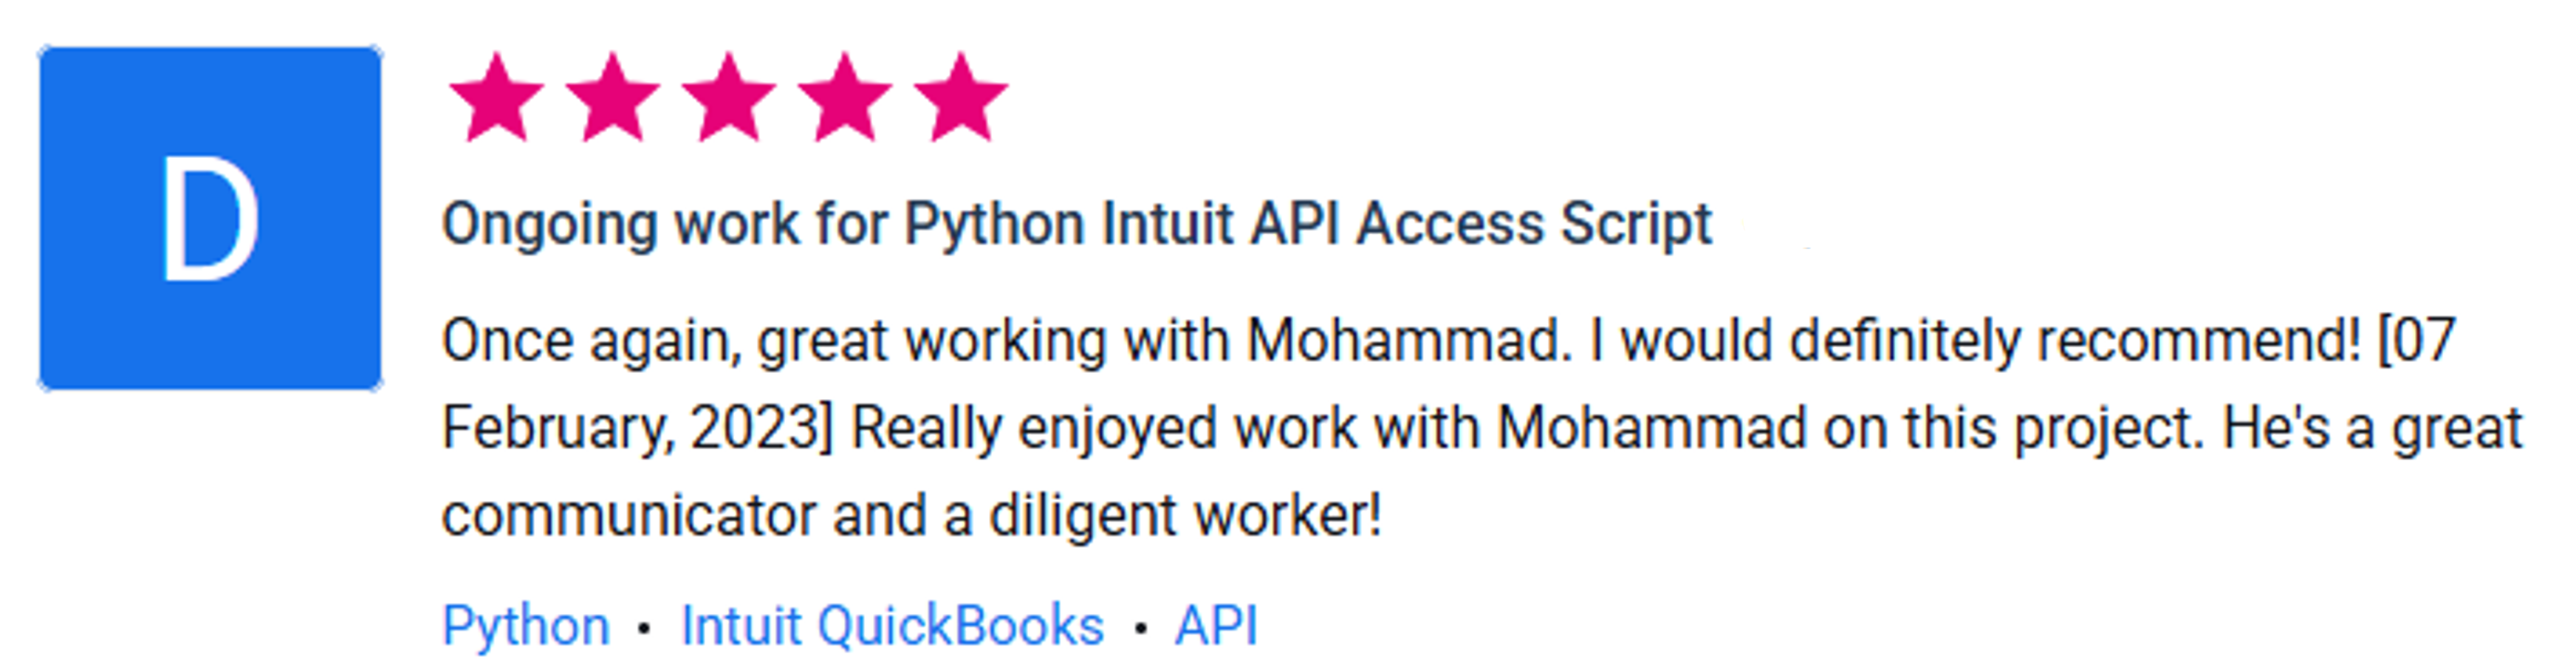 D
Ongoing work for Python Intuit API Access Script
Once again, great working with Mohammad. I would definitely recommend! [07
February, 2023] Really enjoyed work with Mohammad on this project. He's a great
communicator and a diligent worker!
Python • Intuit QuickBooks • API